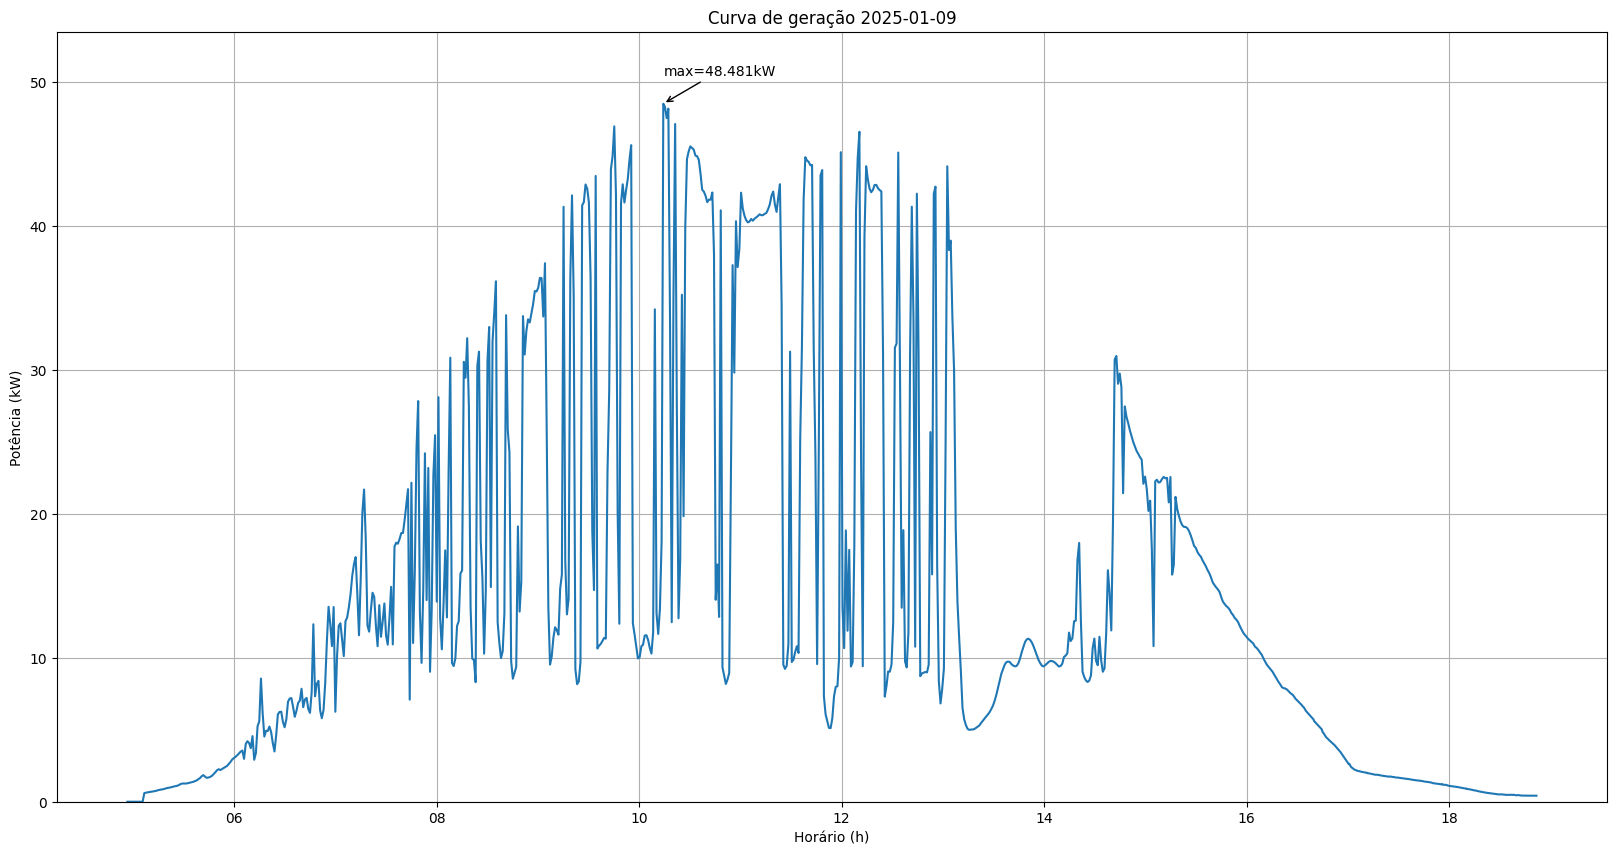 Curva de geração 2025-01-09
max=48.481kW
50
40
30
20
10
0
Potência (kW)
06 08 10 12 14 16 18
Horário (h)